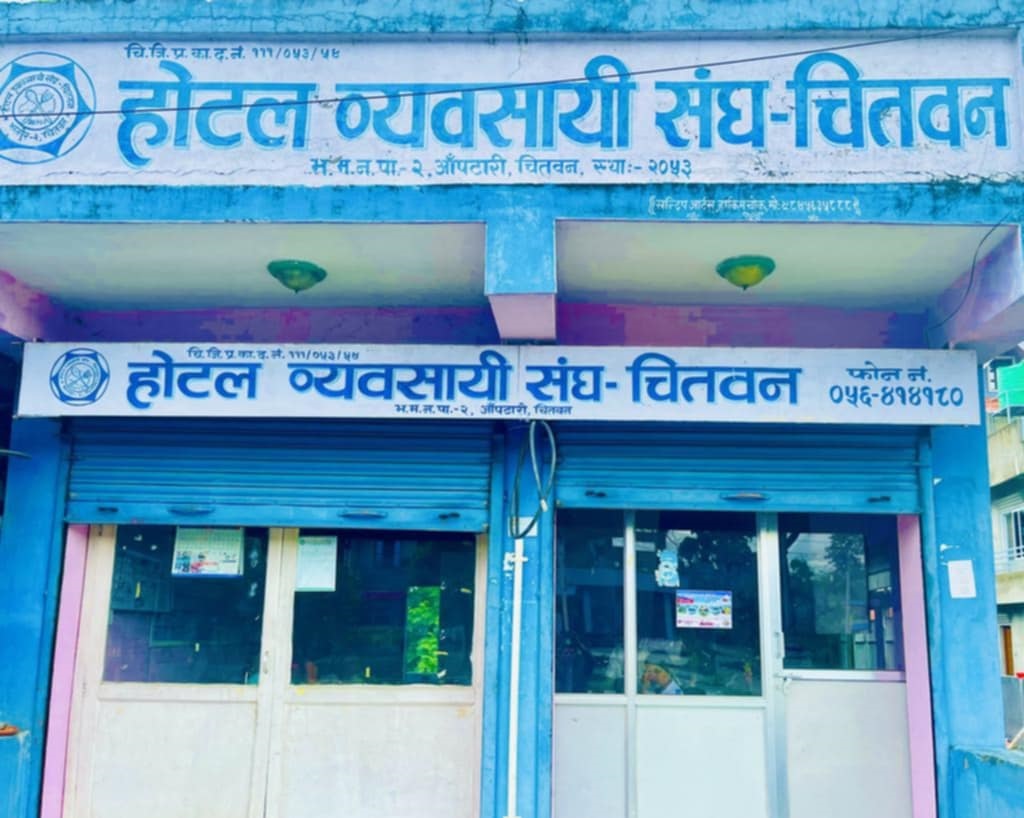 चि.जि.प्र.का.द.नं. १११/०५३/५४
होटल व्यवसायी संघ-चितवन
भ.म.न.पा.-२, आँपटारी, चितवन, स्थाः- २०५३
चि.जि.प्र.का.द.नं. १११/०५३/५४
होटल व्यवसायी संघ- चितवन
भ.म.न.पा.-२, आँपटारी, चितवन
फोन नं.
०५६-४१४१८०